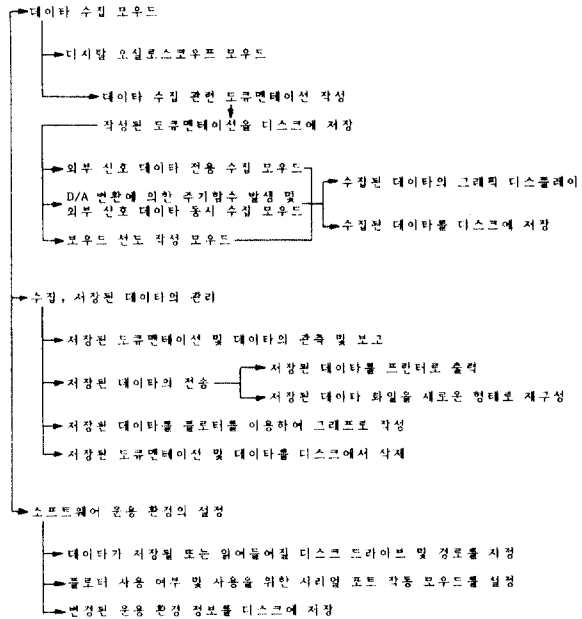 데이타 수집 모우드
디지탈 오실로스코우프 모우드
데이타 수집 관련 도큐멘테이션 작성
작성된 도큐멘테이션을 디스크에 저장
외부 신호 데이타 전용 수집 모우드
D/A 변환에 의한 주기함수 발생 및
외부 신호 데이타 동시 수집 모우드
보우드 선도 작성 모우드
수집된 데이타의 그래픽 디스플레이
수집된 데이타를 디스크에 저장
수집, 저장된 데이타의 관리
저장된 도큐멘테이션 및 데이타의 관측 및 보고
저장된 데이타의 전송
저장된 데이타를 프린터로 출력
저장된 데이타 화일을 새로운 형태로 재구성
저장된 데이타를 플로터를 이용하여 그래프로 작성
저장된 도큐멘테이션 및 데이타를 디스크에서 삭제
소프트웨어 운용 환경의 설정
데이타가 저장될 또는 읽어들여질 디스크 드라이브 및 경로를 지정
플로터 사용 여부 및 사용을 위한 시리얼 포트 작동 모우드를 설정
변경된 운용 환경 정보를 디스크에 저장